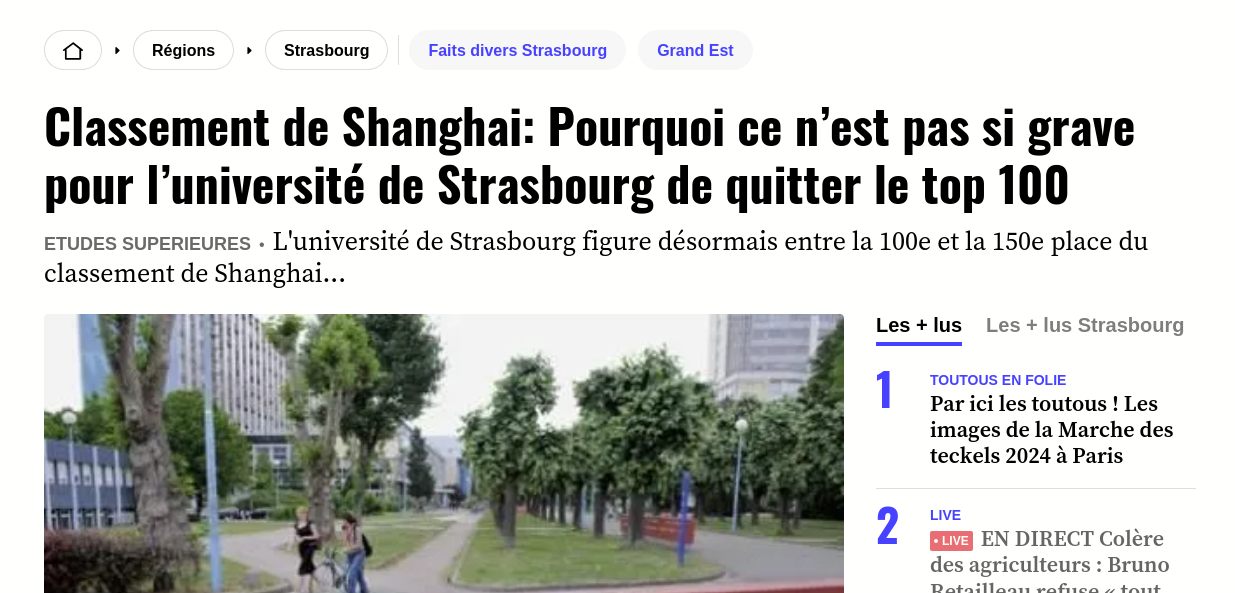 Régions
Strasbourg
Faits divers Strasbourg
Grand Est
Classement de Shanghai: Pourquoi ce n’est pas si grave
pour l’université de Strasbourg de quitter le top 100
ETUDES SUPERIEURES • L'université de Strasbourg figure désormais entre la 100e et la 150e place du
classement de Shanghai…
Les + lus
Les + lus Strasbourg
1
TOUTOUS EN FOLIE
Par ici les toutous ! Les
images de la Marche des
teckels 2024 à Paris
2
LIVE
• LIVE EN DIRECT Colère
des agriculteurs : Bruno
Retailleau refuse « tout